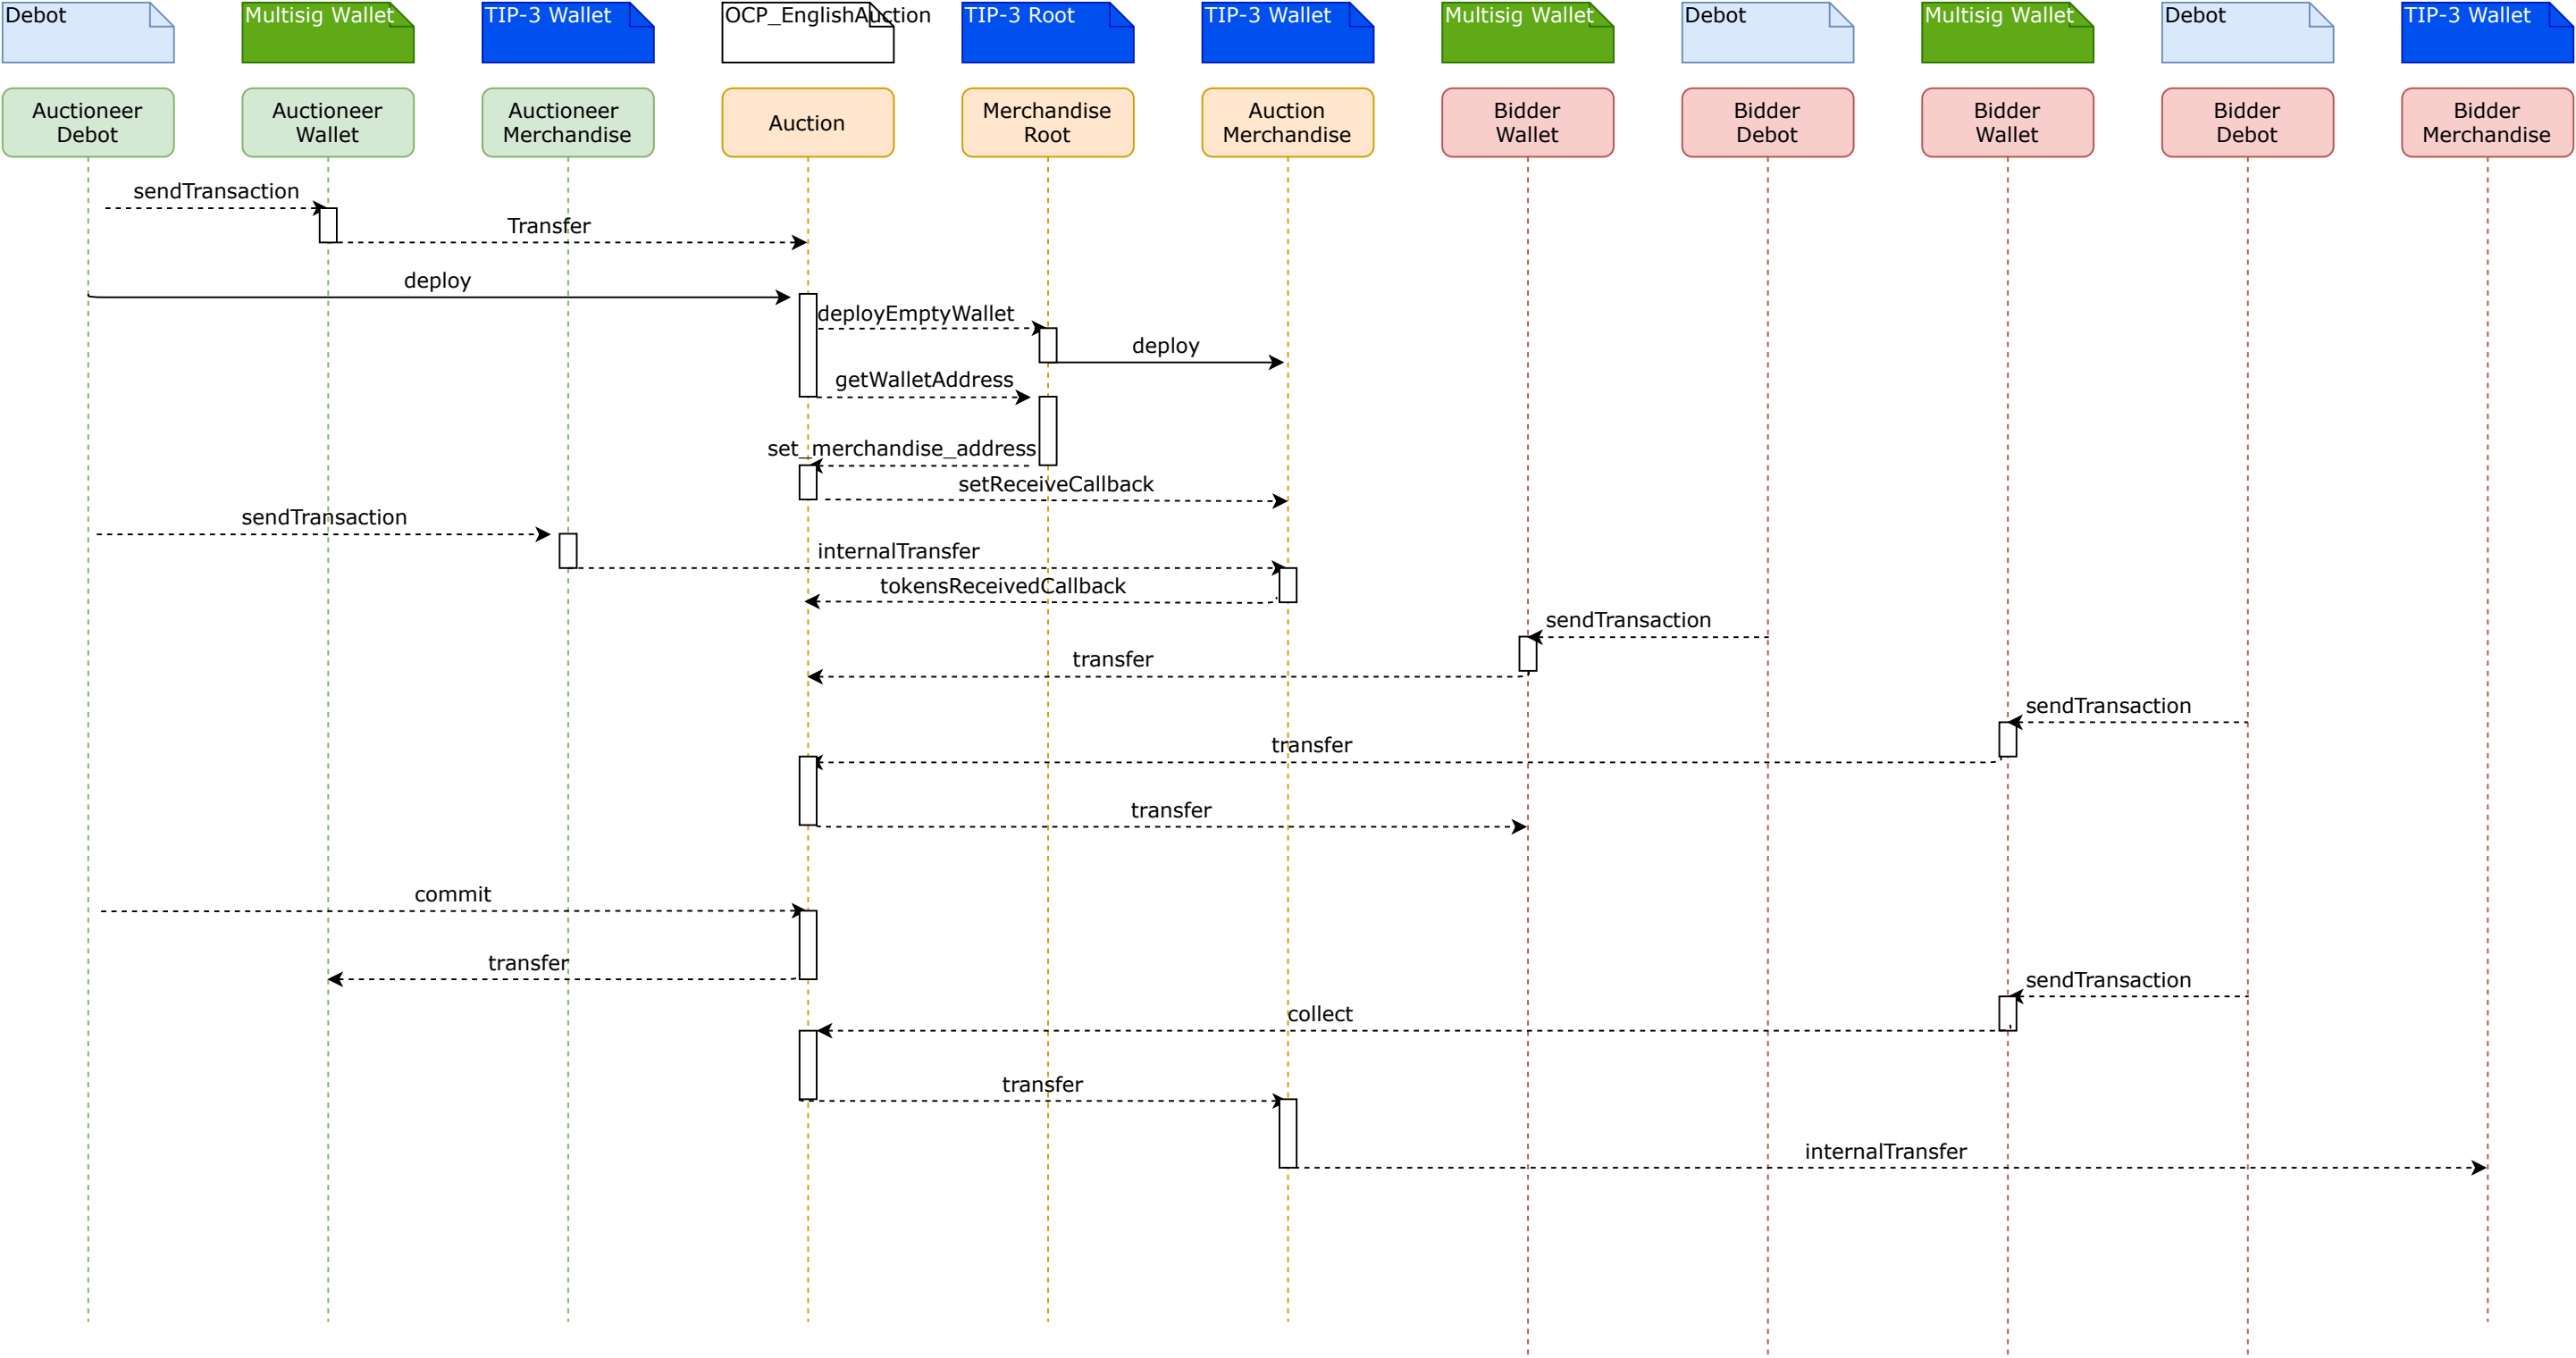 Debot
Multisig Wallet
TIP-3 Wallet
OCP_EnglishAuction
TIP-3 Root
TIP-3 Wallet
Multisig Wallet
Debot
Multisig Wallet
Debot
TIP-3 Wallet
Auctioneer
Debot
Auctioneer
Wallet
Auctioneer
Merchandise
Auction
Merchandise
Root
Auction
Merchandise
Bidder
Wallet
Bidder
Debot
Bidder
Wallet
Bidder
Debot
Bidder
Merchandise
sendTransaction
Transfer
deploy
deployEmptyWallet
deploy
getWalletAddress
set_merchandise_address
setReceiveCallback
sendTransaction
internalTransfer
tokensReceivedCallback
sendTransaction
transfer
sendTransaction
transfer
transfer
commit
transfer
sendTransaction
collect
transfer
internalTransfer